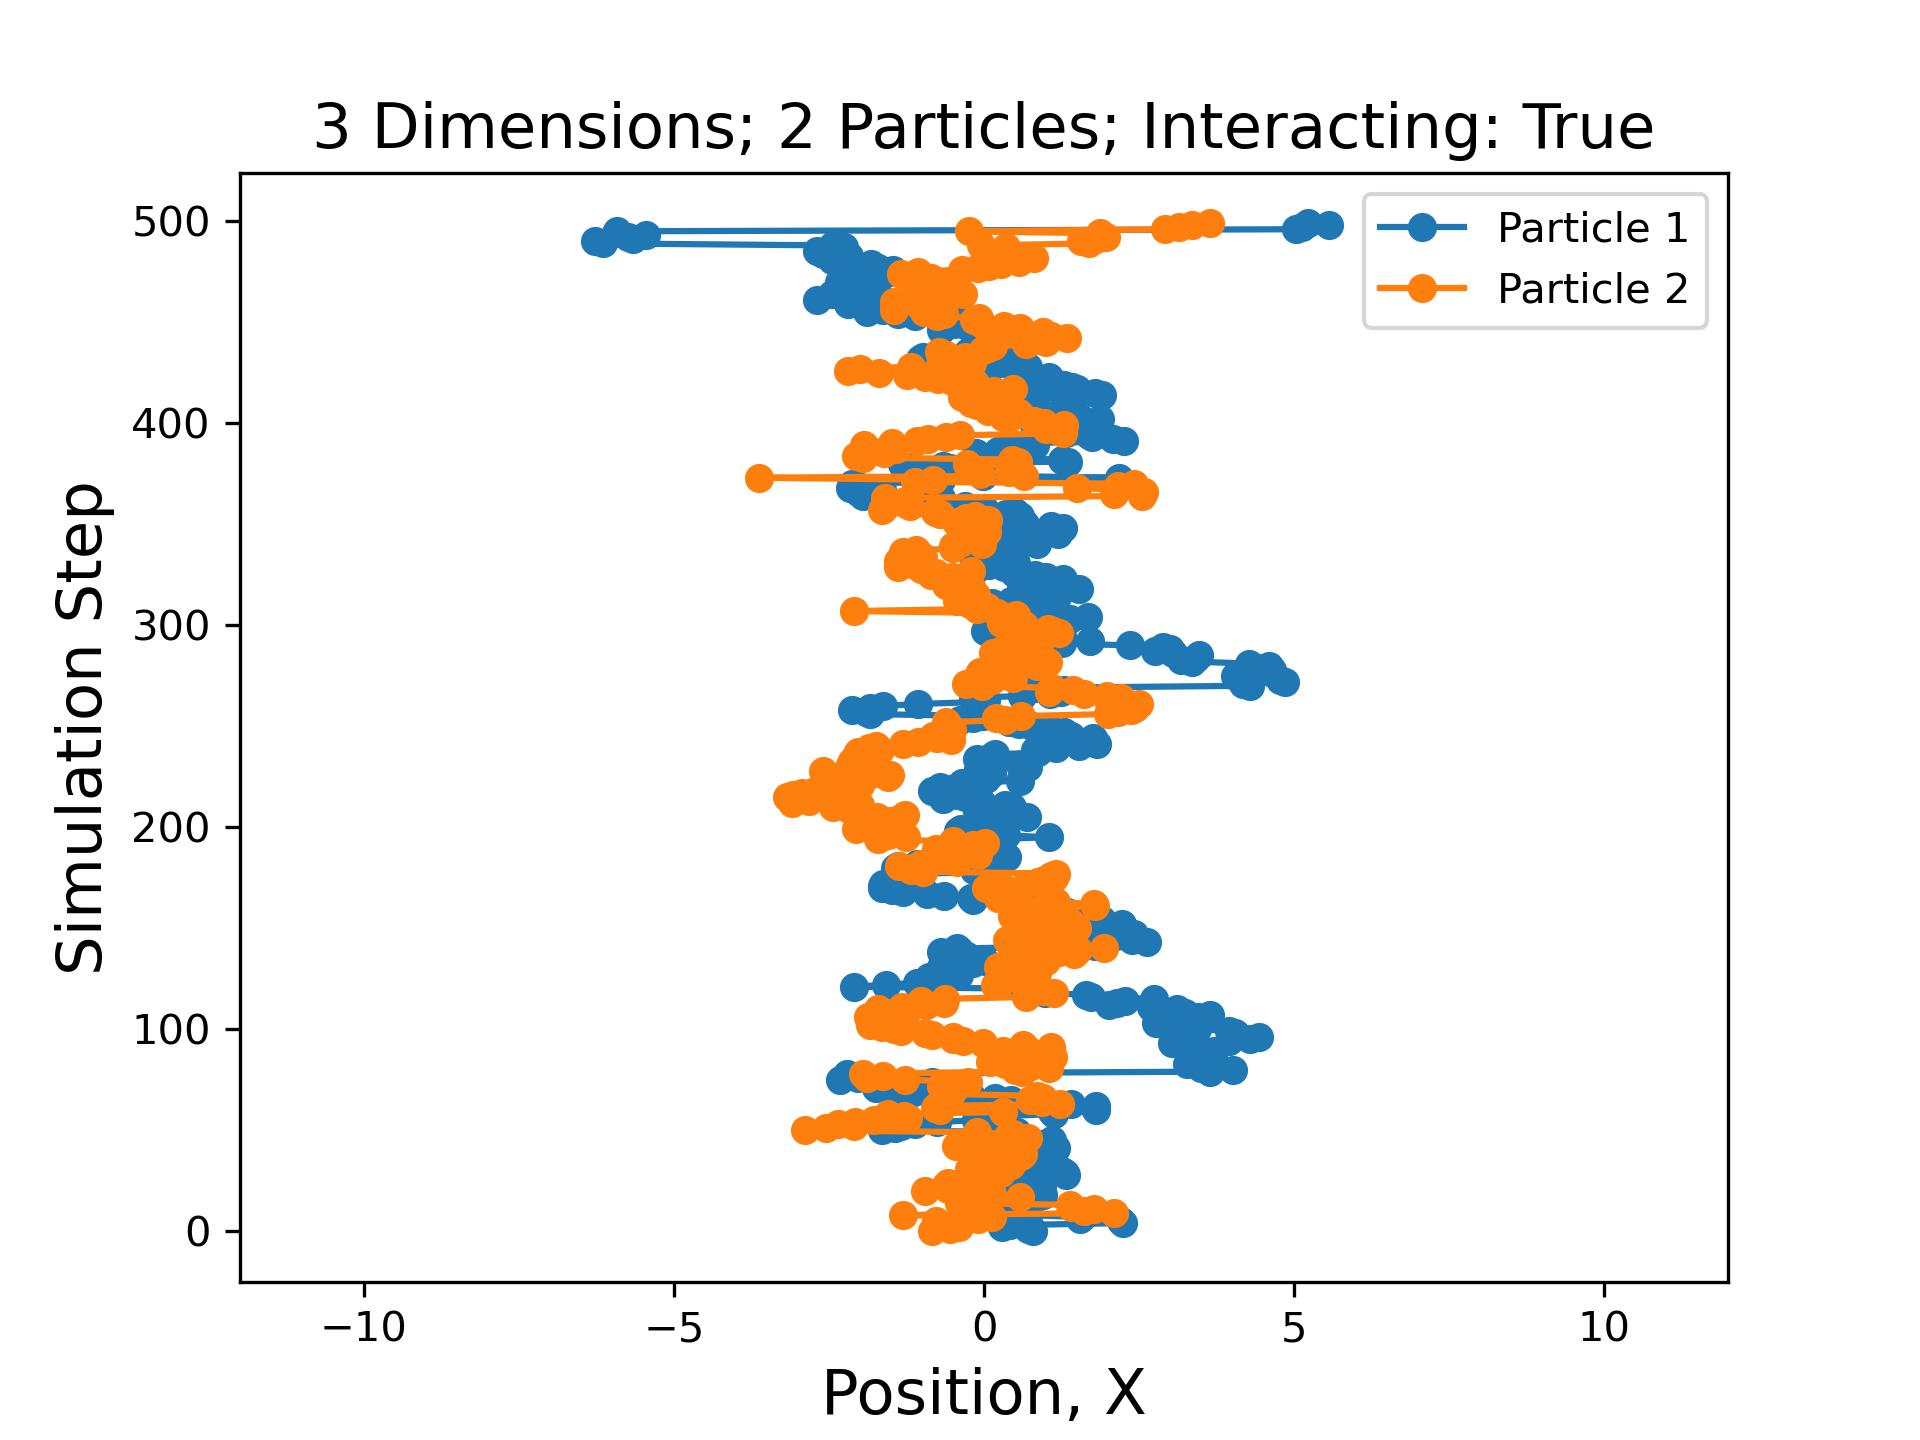 3 Dimensions; 2 Particles; Interacting: True
Particle 1
Particle 2
Simulation Step
500
400
300
200
100
0
−10
−5
0
5
10
Position, X